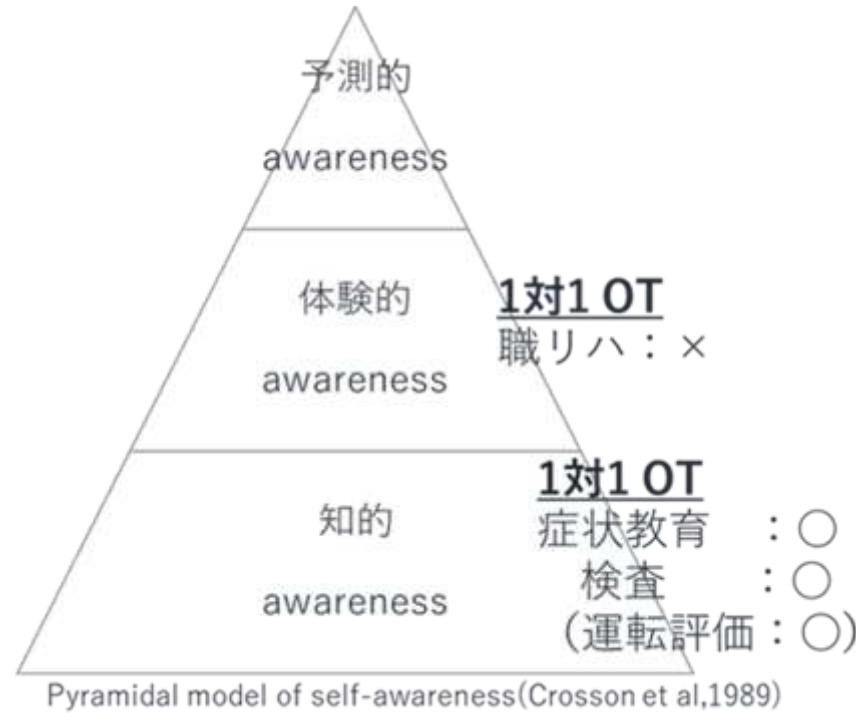 予測的
awareness
体験的
awareness
1対1 OT
職リハ：×
知的
awareness
1対1 OT
症状教育　：〇
検査　　：〇
（運転評価：〇）
Pyramidal model of self-awareness(Crosson et al,1989)